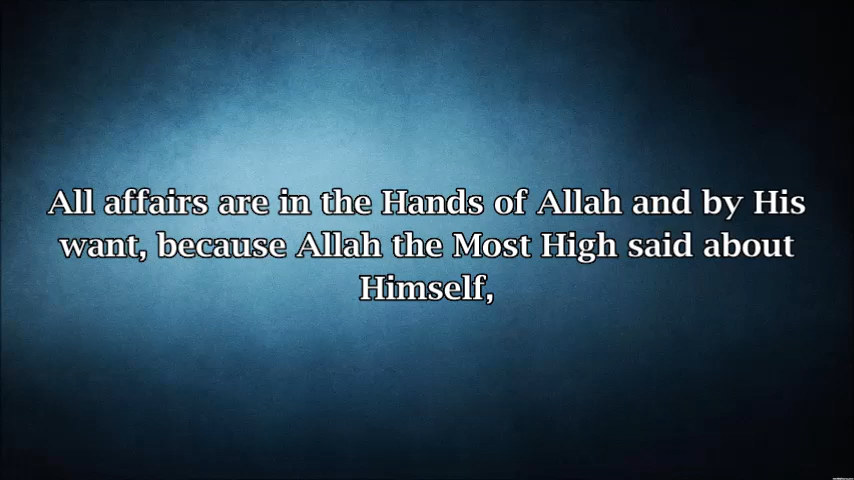 All affairs are in the Hands of Allah and by His
want, because Allah the Most High said about
Himself,